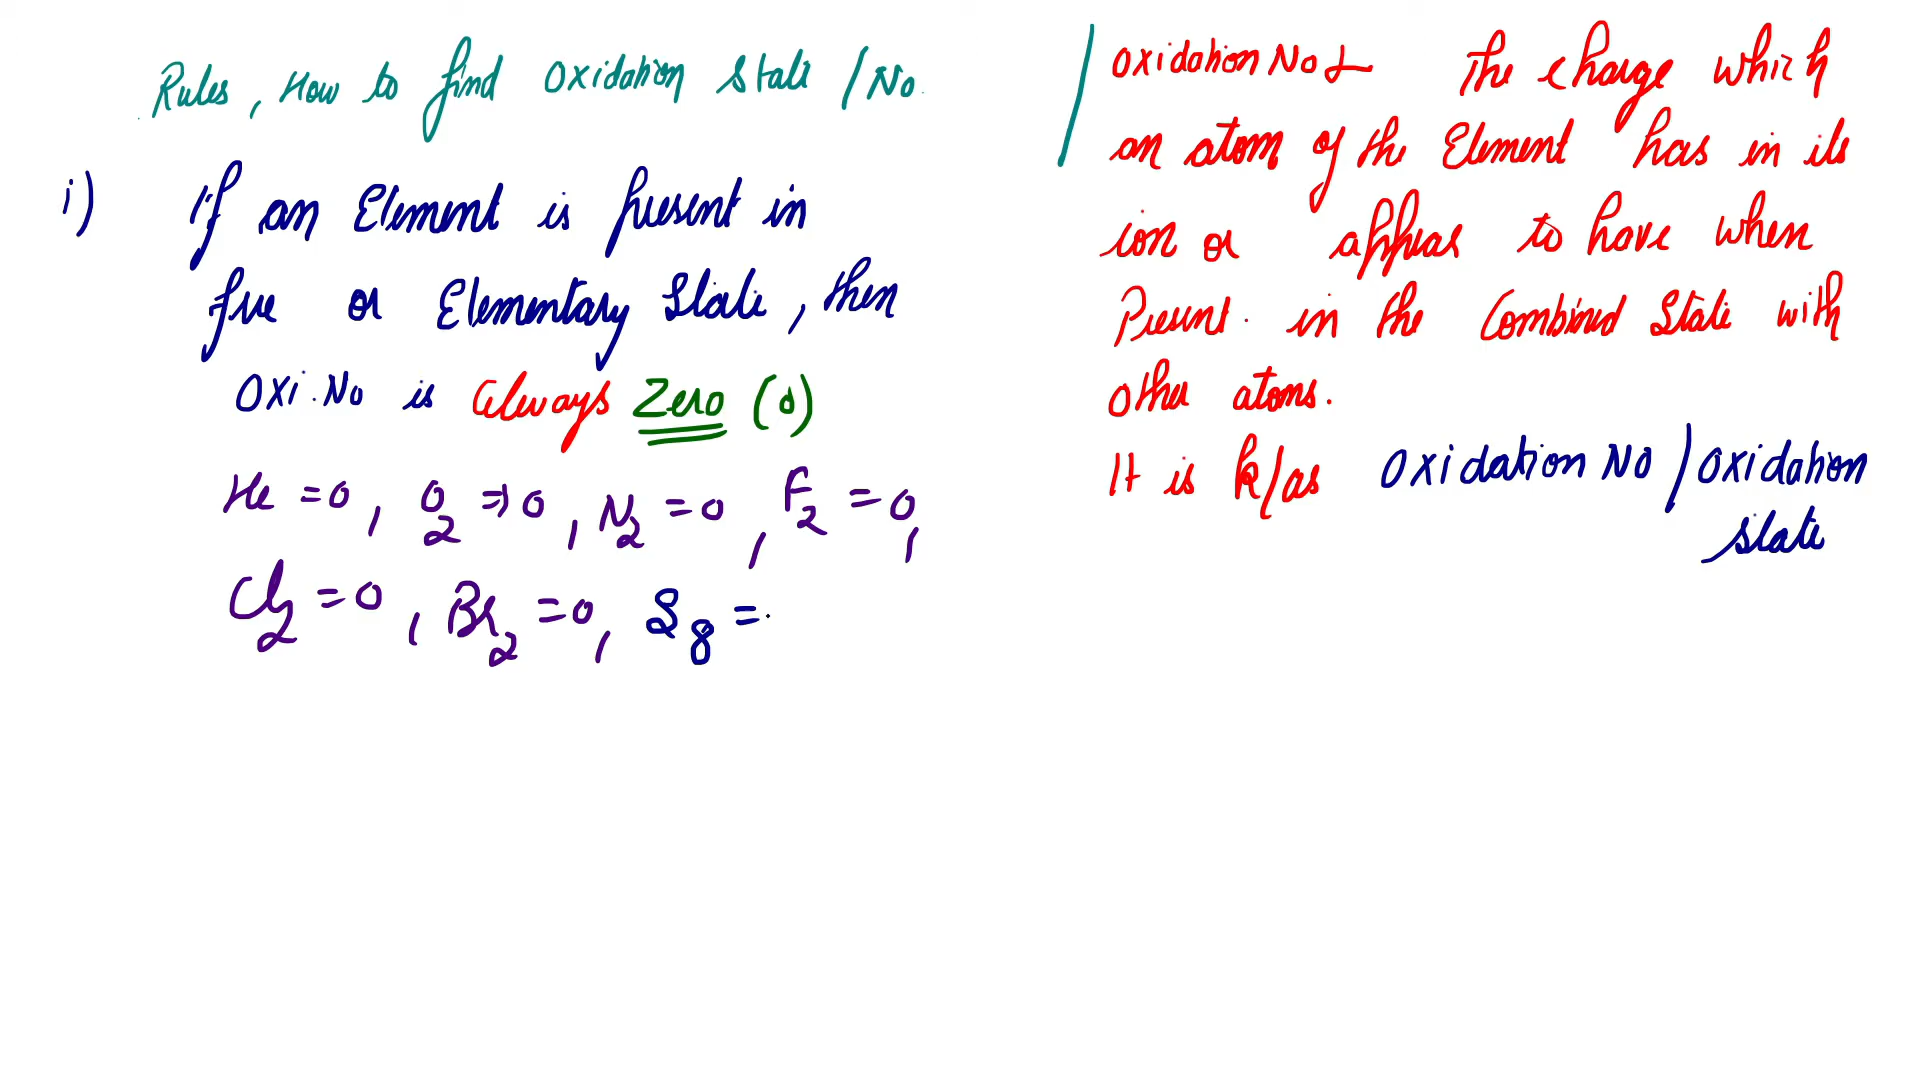 Rules, How to find Oxidation State / No.
i) If an Element is present in
free or Elementary State, then
Oxi. No is always Zero (0)
He = 0, O₂ ⇒ 0, N₂ = 0, F₂ = 0,
Cl₂ = 0, Br₂ = 0, S₈ =
Oxidation No :- The charge which
an atom of the Element has in its
ion or appears to have when
Present in the Combined State with
other atoms.
It is k/as Oxidation No / Oxidation
State